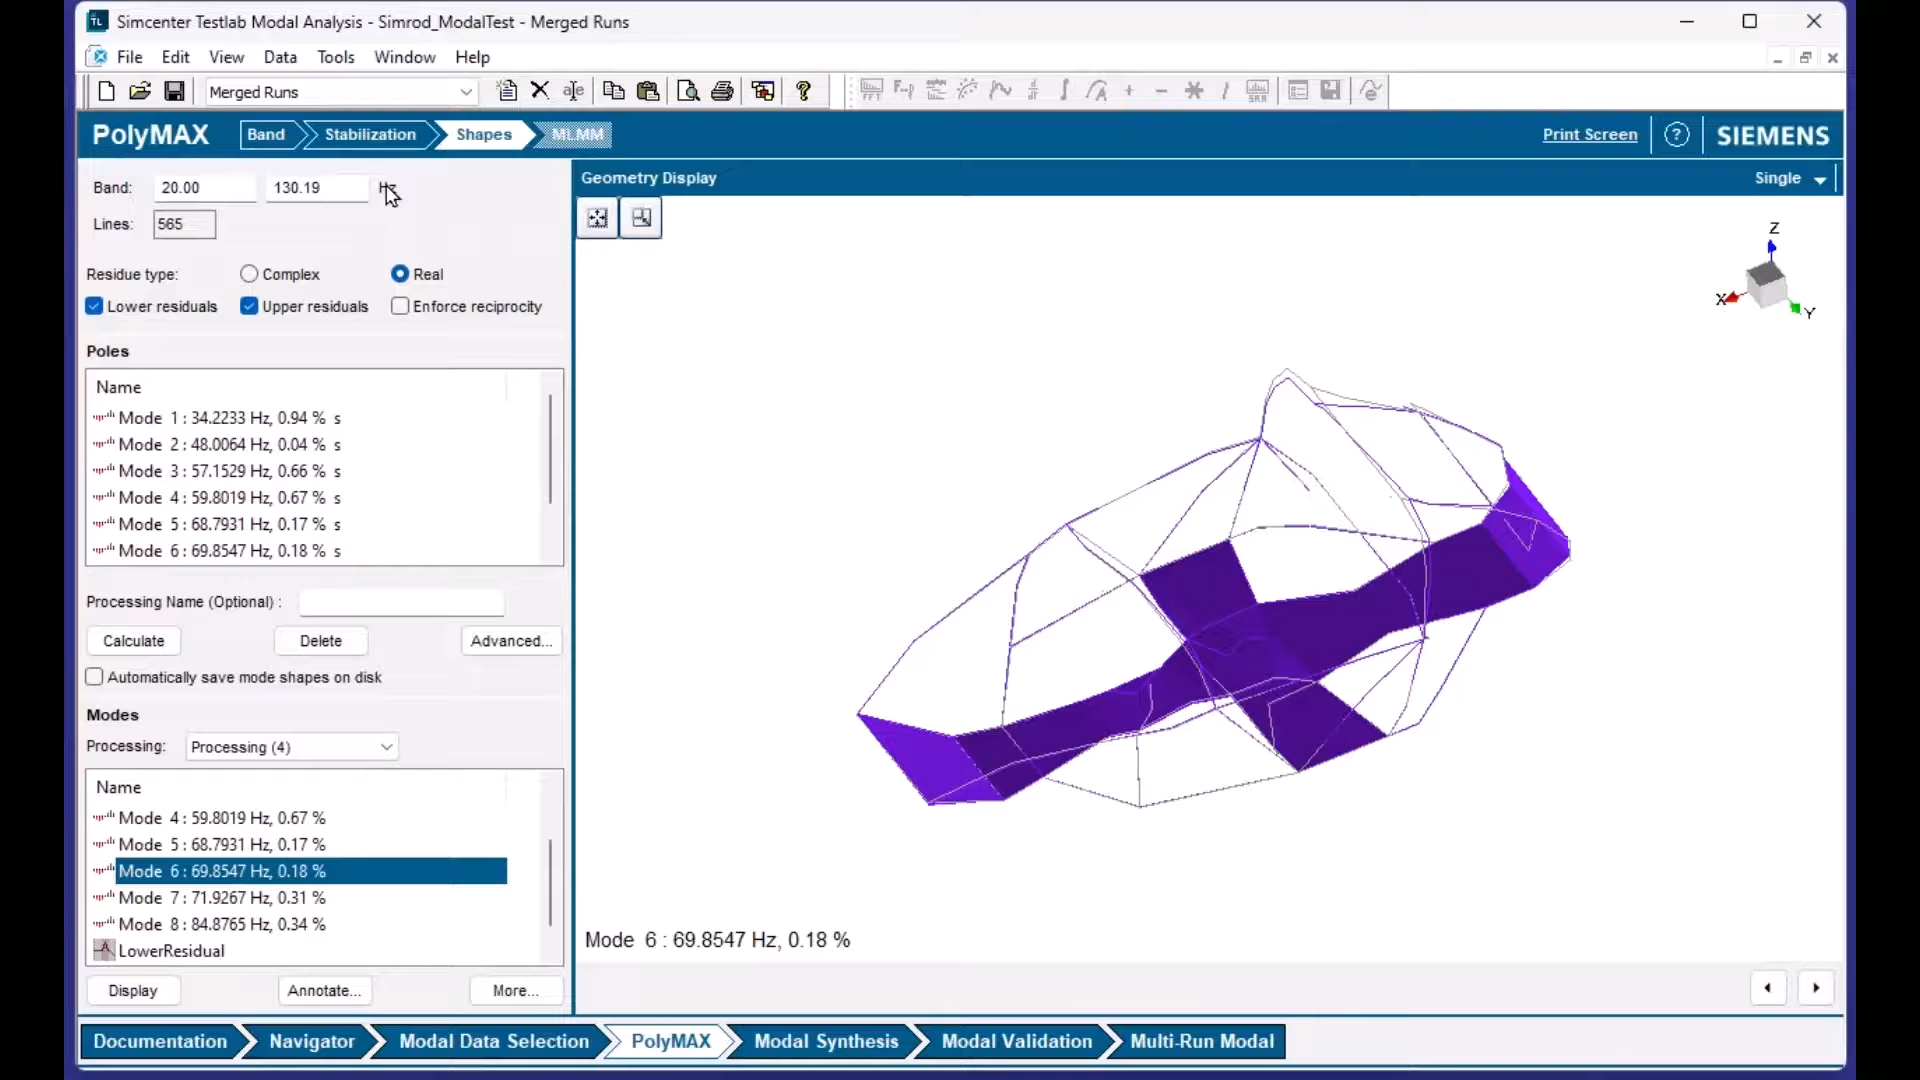 TL Simcenter Testlab Modal Analysis - Simrod_ModalTest - Merged Runs
File Edit View Data Tools Window Help
Merged Runs
PolyMAX Band Stabilization Shapes MLMM Print Screen ? SIEMENS
Band: 20.00 130.19 Hz
Lines: 565
Residue type: Complex Real
Lower residuals Upper residuals Enforce reciprocity
Poles
Name
Mode 1 : 34.2233 Hz, 0.94 % s
Mode 2 : 48.0064 Hz, 0.04 % s
Mode 3 : 57.1529 Hz, 0.66 % s
Mode 4 : 59.8019 Hz, 0.67 % s
Mode 5 : 68.7931 Hz, 0.17 % s
Mode 6 : 69.8547 Hz, 0.18 % s
Processing Name (Optional) :
Calculate Delete Advanced...
Automatically save mode shapes on disk
Modes
Processing: Processing (4)
Name
Mode 4 : 59.8019 Hz, 0.67 %
Mode 5 : 68.7931 Hz, 0.17 %
Mode 6 : 69.8547 Hz, 0.18 %
Mode 7 : 71.9267 Hz, 0.31 %
Mode 8 : 84.8765 Hz, 0.34 %
LowerResidual
Display Annotate... More...
Geometry Display Single
Z
X
Y
Mode 6 : 69.8547 Hz, 0.18 %
Documentation Navigator Modal Data Selection PolyMAX Modal Synthesis Modal Validation Multi-Run Modal